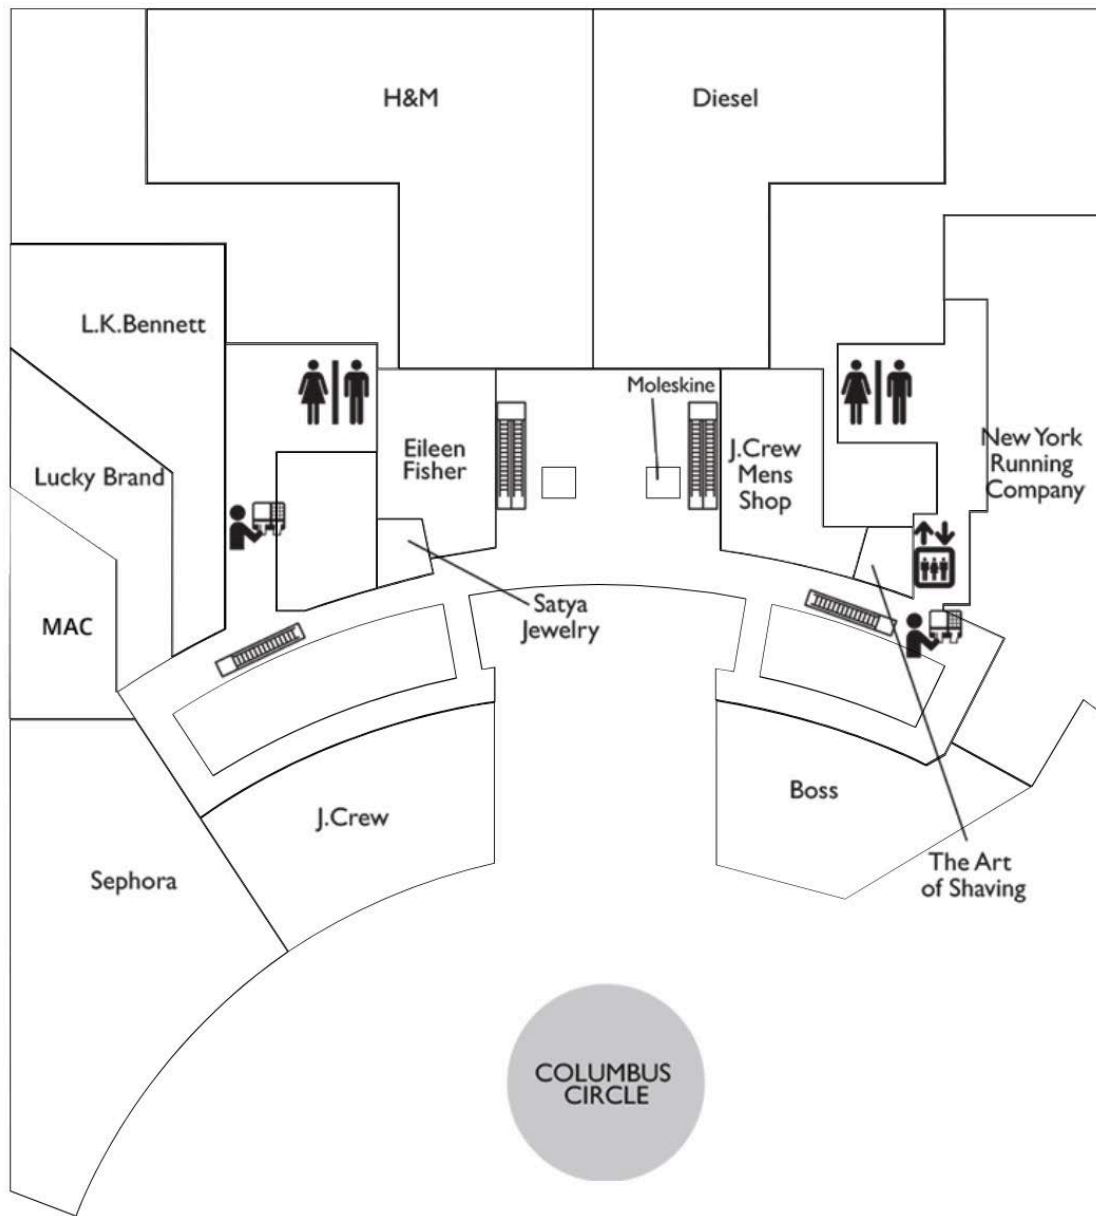 H&M
Diesel
L.K.Bennett
Moleskine
Eileen
Fisher
J.Crew
Mens
Shop
New York
Running
Company
Lucky Brand
Satya
Jewelry
MAC
Boss
J.Crew
The Art
of Shaving
Sephora
COLUMBUS
CIRCLE